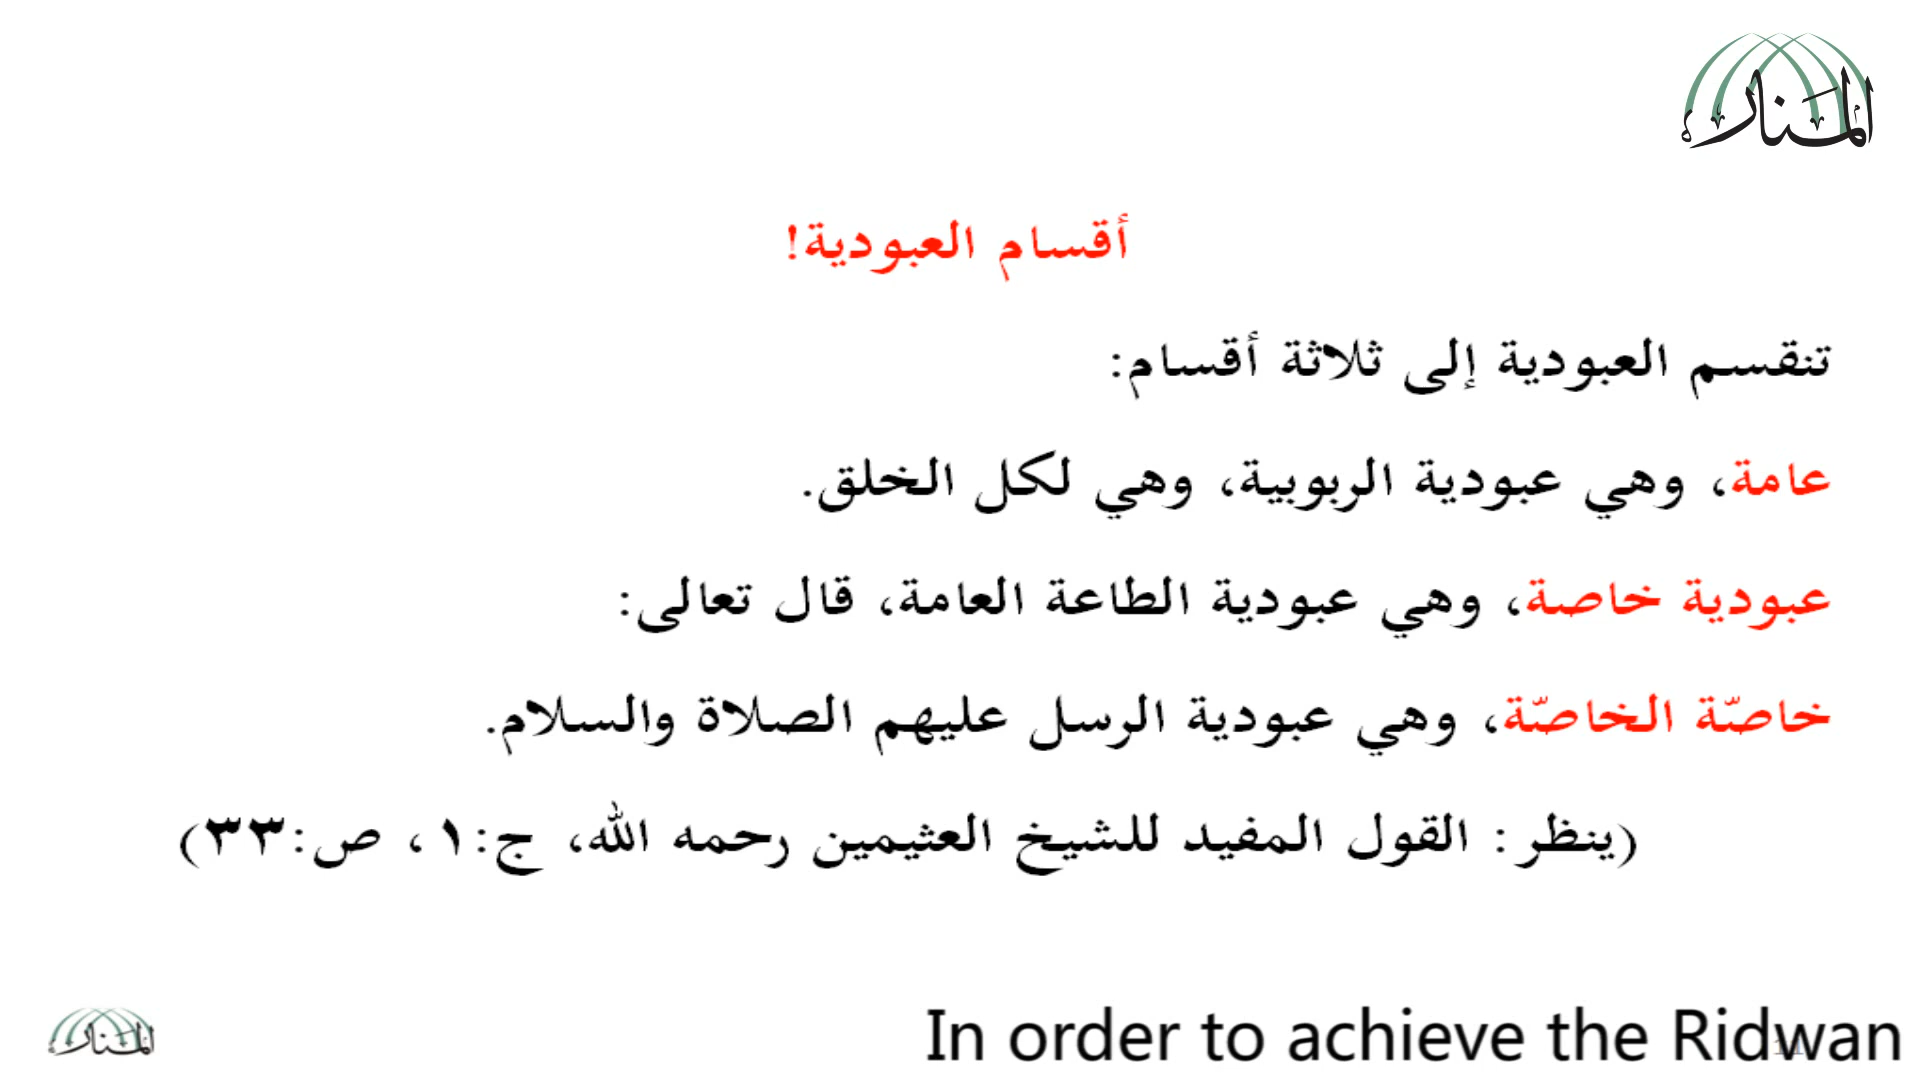 المنارة
أقسام العبودية!
تنقسم العبودية إلى ثلاثة أقسام:
عامة، وهي عبودية الربوبية، وهي لكل الخلق.
عبودية خاصة، وهي عبودية الطاعة العامة، قال تعالى:
خاصّة الخاصّة، وهي عبودية الرسل عليهم الصلاة والسلام.
(ينظر: القول المفيد للشيخ العثيمين رحمه الله، ج:١، ص:٣٣)
المنارة
In order to achieve the Ridwan